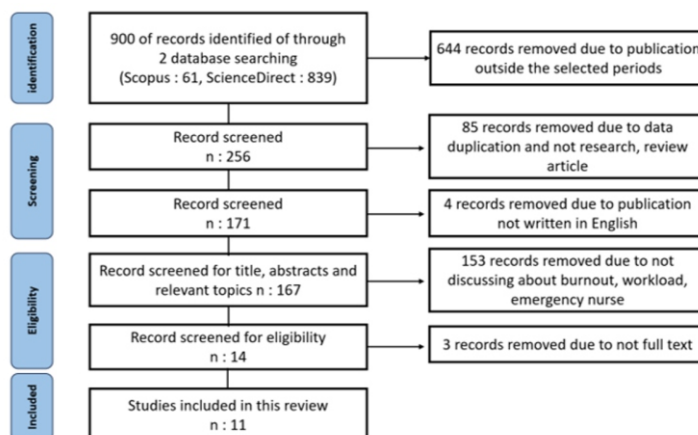 identification
900 of records identified of through
2 database searching
(Scopus : 61, ScienceDirect : 839)
644 records removed due to publication
outside the selected periods
Screening
Record screened
n : 256
85 records removed due to data
duplication and not research, review
article
Record screened
n : 171
4 records removed due to publication
not written in English
Eligibility
Record screened for title, abstracts and
relevant topics n : 167
153 records removed due to not
discussing about burnout, workload,
emergency nurse
Record screened for eligibility
n : 14
3 records removed due to not full text
Included
Studies included in this review
n : 11